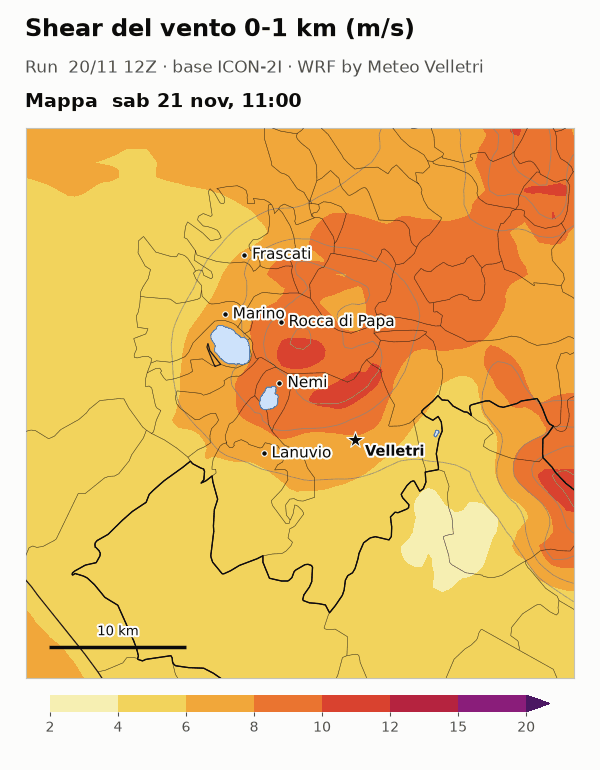 Shear del vento 0-1 km (m/s)
Run  20/11 12Z · base ICON-2I · WRF by Meteo Velletri
Mappa  sab 21 nov, 11:00
Frascati
Marino
Rocca di Papa
Nemi
Velletri
Lanuvio
10 km
2 4 6 8 10 12 15 20